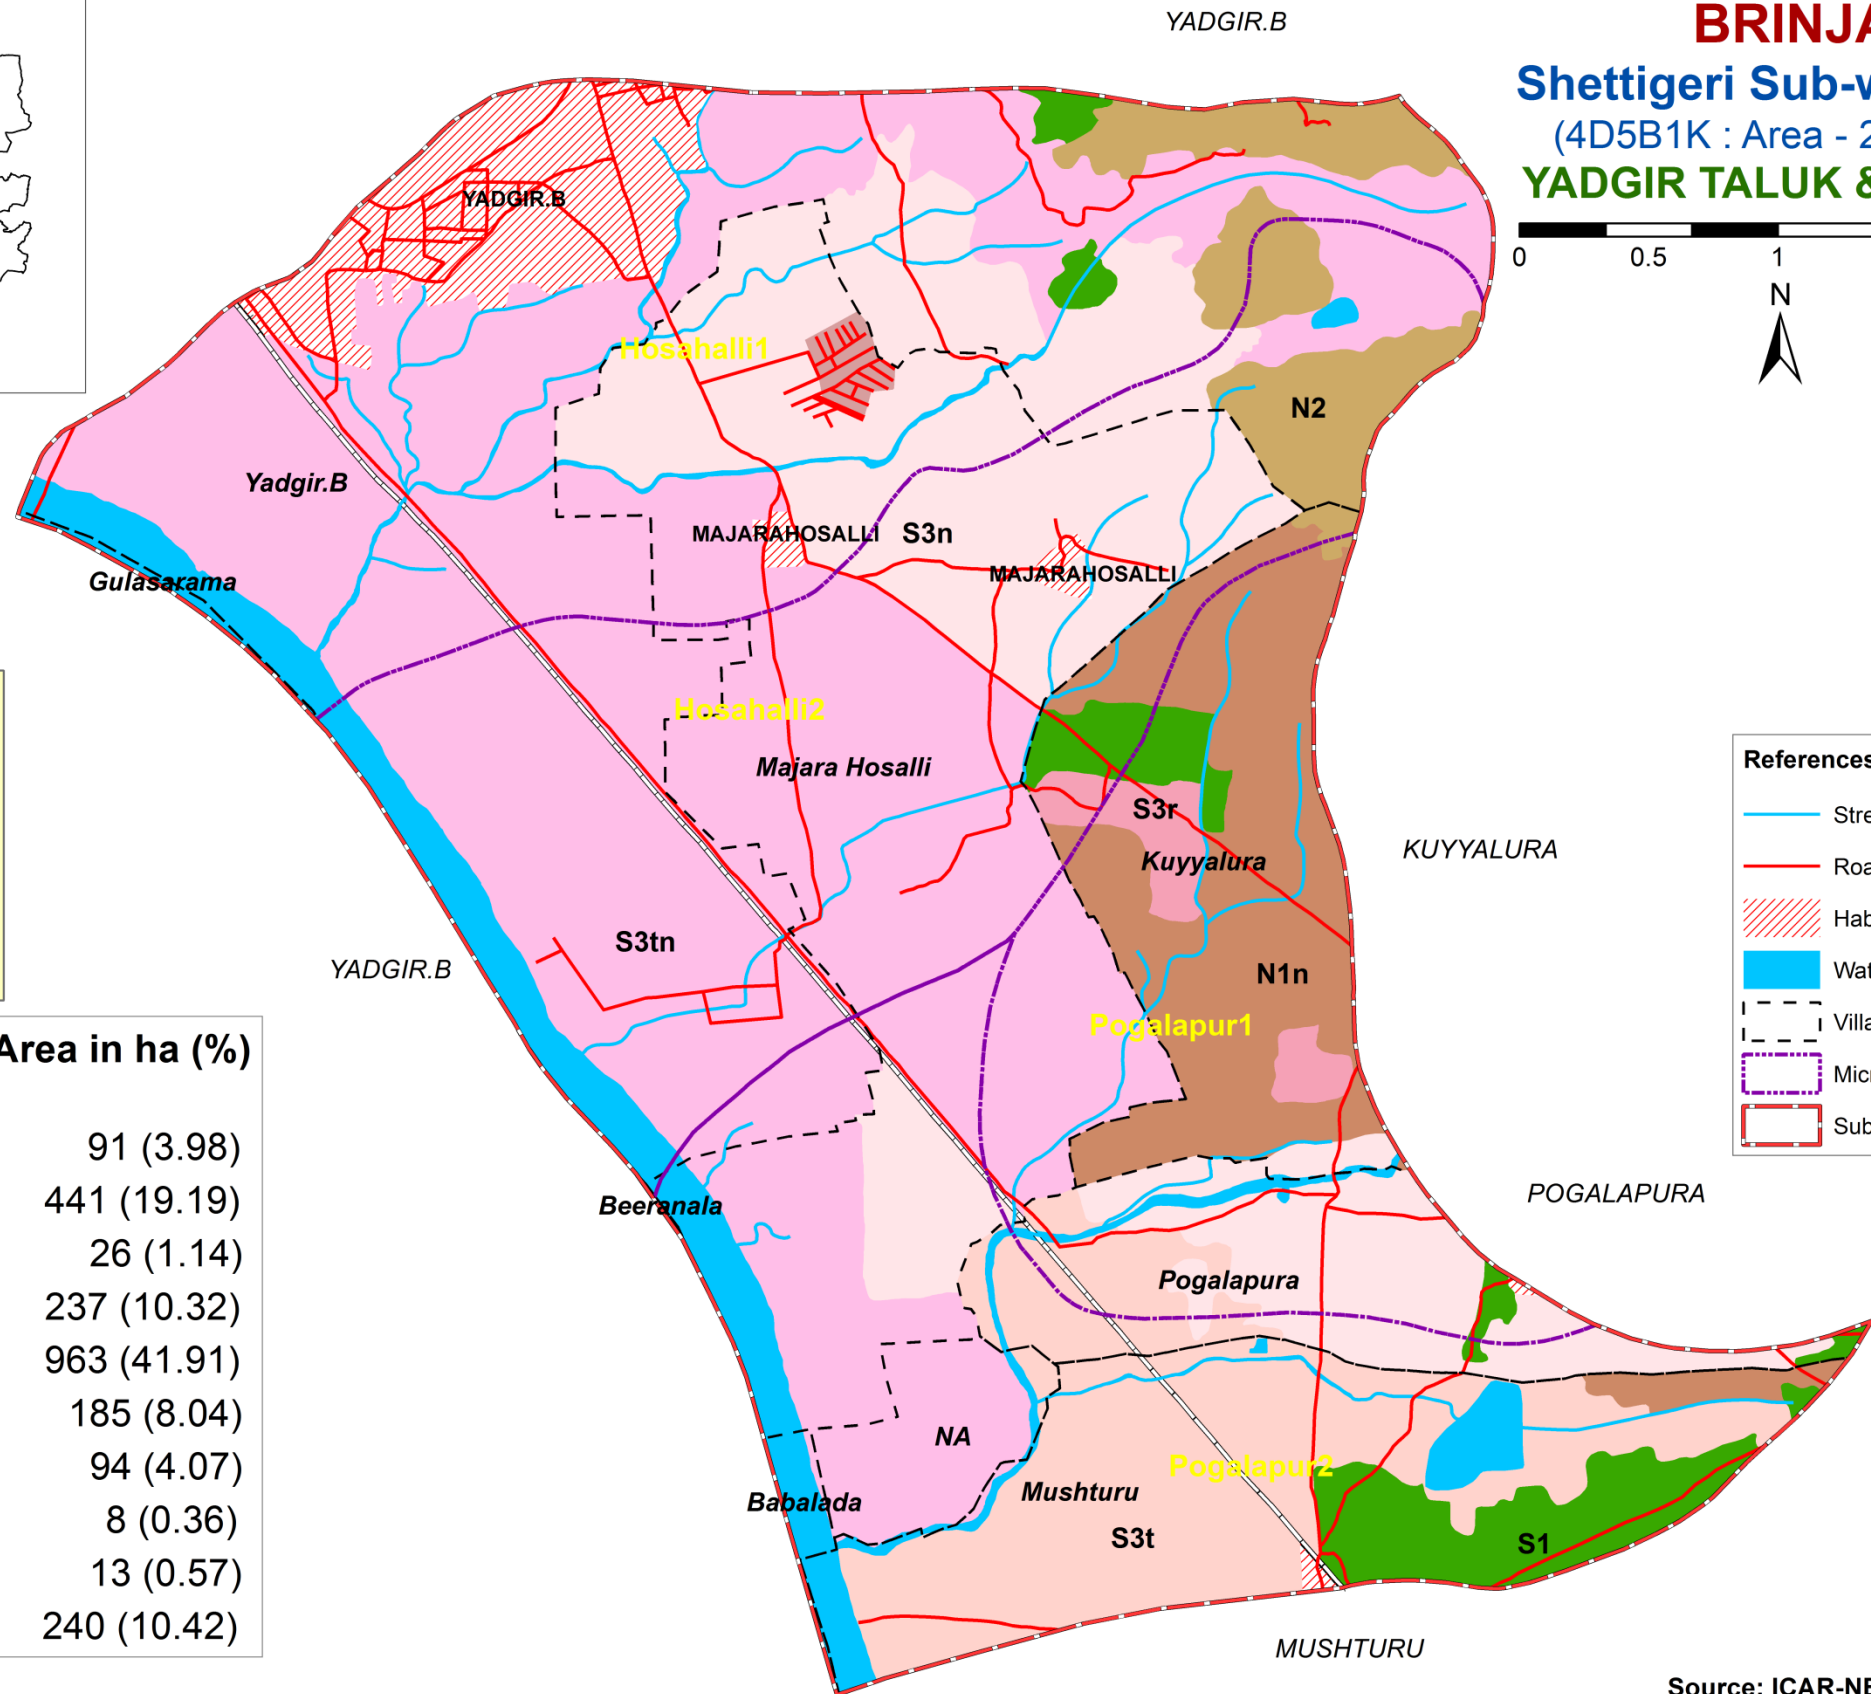 YADGIR.B
BRINJA
Shettigeri Sub-w
(4D5B1K : Area - 2
YADGIR TALUK &
0 0.5 1
N
YADGIR.B
Hosahalli1
N2
Yadgir.B
MAJARAHOSALLI
S3n
MAJARAHOSALLI
Gulasarama
Hosahalli2
Majara Hosalli
S3r
Kuyyalura
KUYYALURA
S3tn
YADGIR.B
N1n
Pogalapur1
Beeranala
POGALAPURA
Pogalapura
NA
Pogalapur2
Mushturu
Babalada
S3t
S1
MUSHTURU
References
Stre
Roa
Hab
Wat
Villa
Micr
Sub
Area in ha (%)
91 (3.98)
441 (19.19)
26 (1.14)
237 (10.32)
963 (41.91)
185 (8.04)
94 (4.07)
8 (0.36)
13 (0.57)
240 (10.42)
Source: ICAR-NB